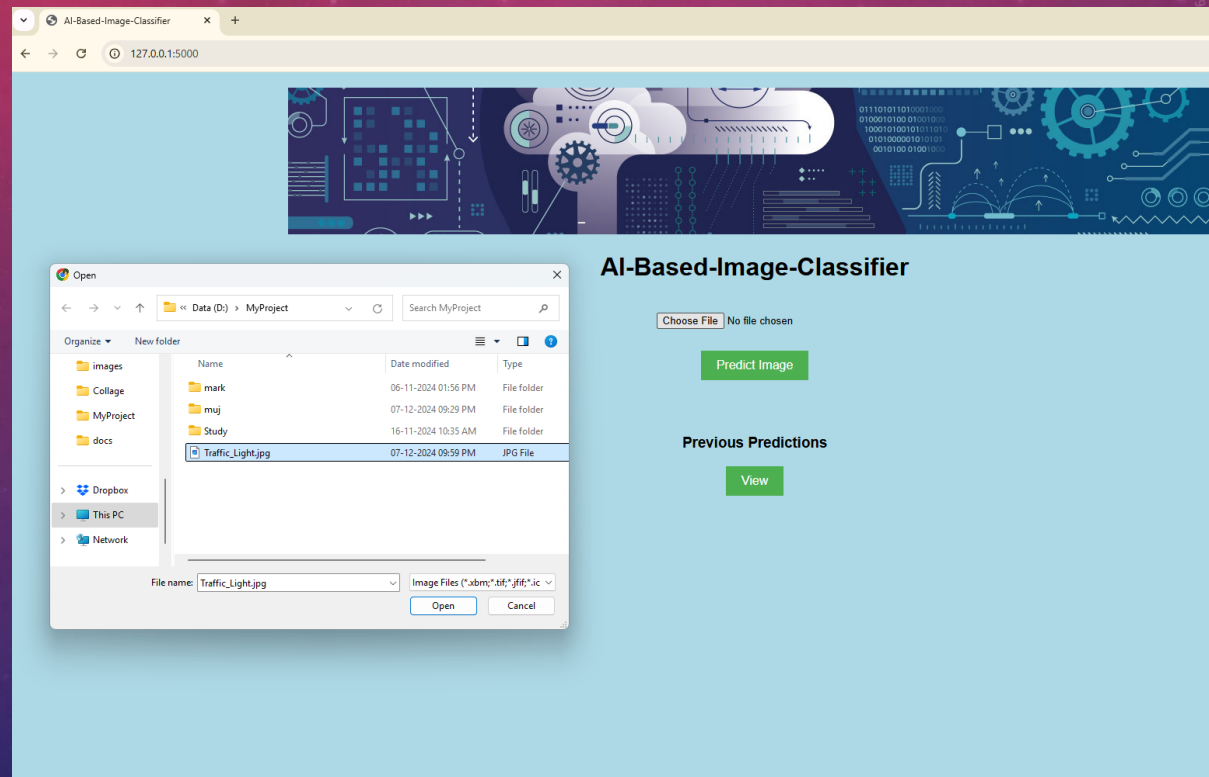 AI-Based-Image-Classifier
127.0.0.1:5000
011101011010001000
010001010001001000
Open
« Data (D:) > MyProject
Search MyProject
Organize
New folder
images
Collage
MyProject
docs
Dropbox
This PC
Network
Name Date modified Type
mark 06-11-2024 01:56 PM File folder
muj 07-12-2024 09:29 PM File folder
Study 16-11-2024 10:35 AM File folder
Traffic_Light.jpg 07-12-2024 09:59 PM JPG File
File name: Traffic_Light.jpg
Image Files (*.xbm;*.tif;*.jfif;*.ic
Open Cancel
AI-Based-Image-Classifier
Choose File No file chosen
Predict Image
Previous Predictions
View